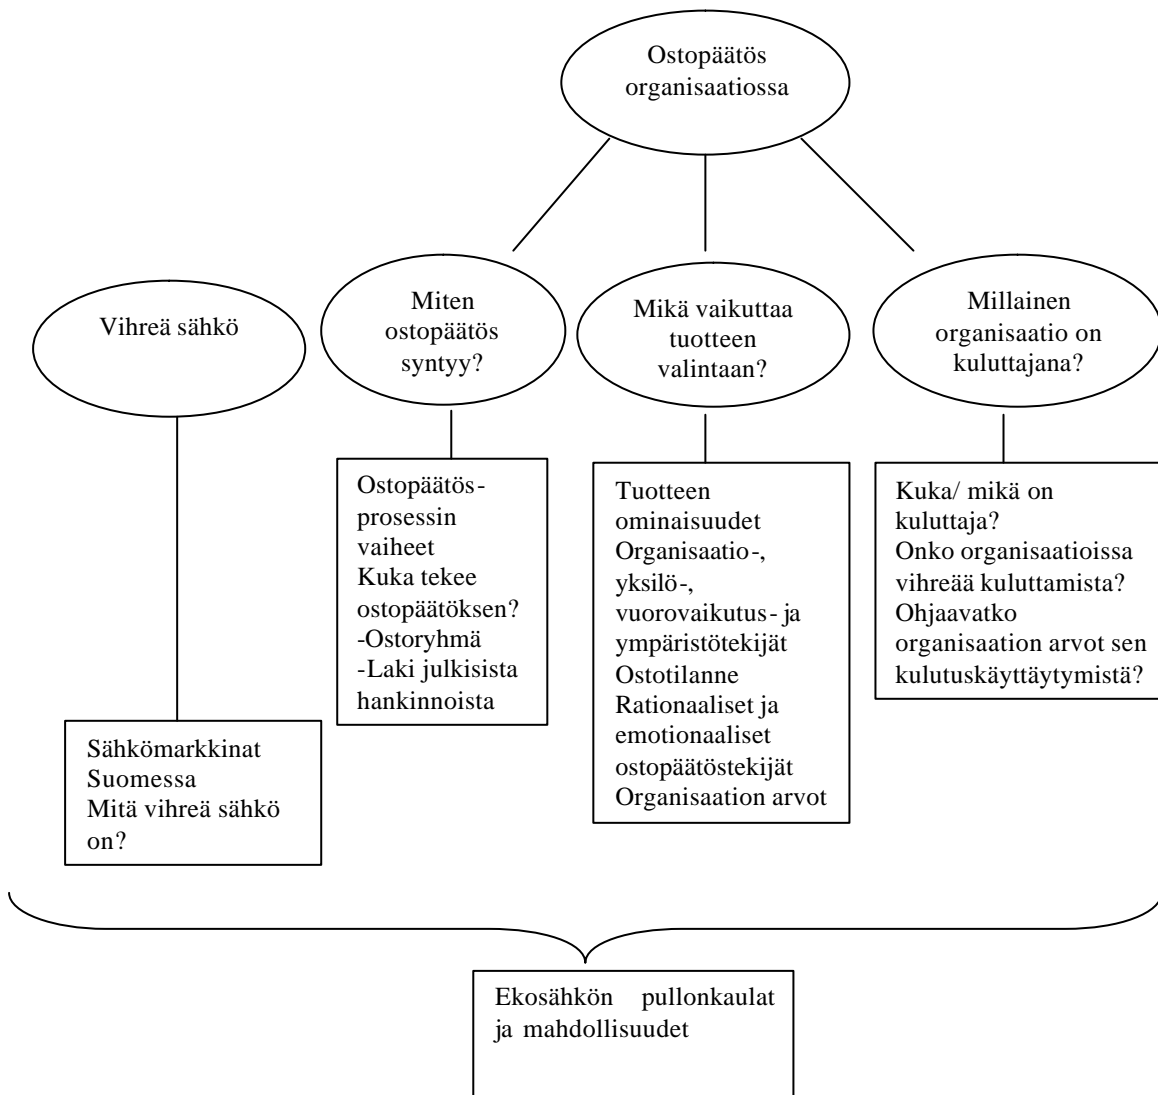 Ostopäätös
organisaatiossa
Vihreä sähkö
Miten
ostopäätös
syntyy?
Mikä vaikuttaa
tuotteen
valintaan?
Millainen
organisaatio on
kuluttajana?
Ostopäätös-
prosessin
vaiheet
Kuka tekee
ostopäätöksen?
-Ostoryhmä
-Laki julkisista
hankinnoista
Tuotteen
ominaisuudet
Organisaatio-,
yksilö-,
vuorovaikutus- ja
ympäristötekijät
Ostotilanne
Rationaaliset ja
emotionaaliset
ostopäätöstekijät
Organisaation arvot
Kuka/ mikä on
kuluttaja?
Onko organisaatioissa
vihreää kuluttamista?
Ohjaavatko
organisaation arvot sen
kulutuskäyttäytymistä?
Sähkömarkkinat
Suomessa
Mitä vihreä sähkö
on?
Ekosähkön pullonkaulat
ja mahdollisuudet